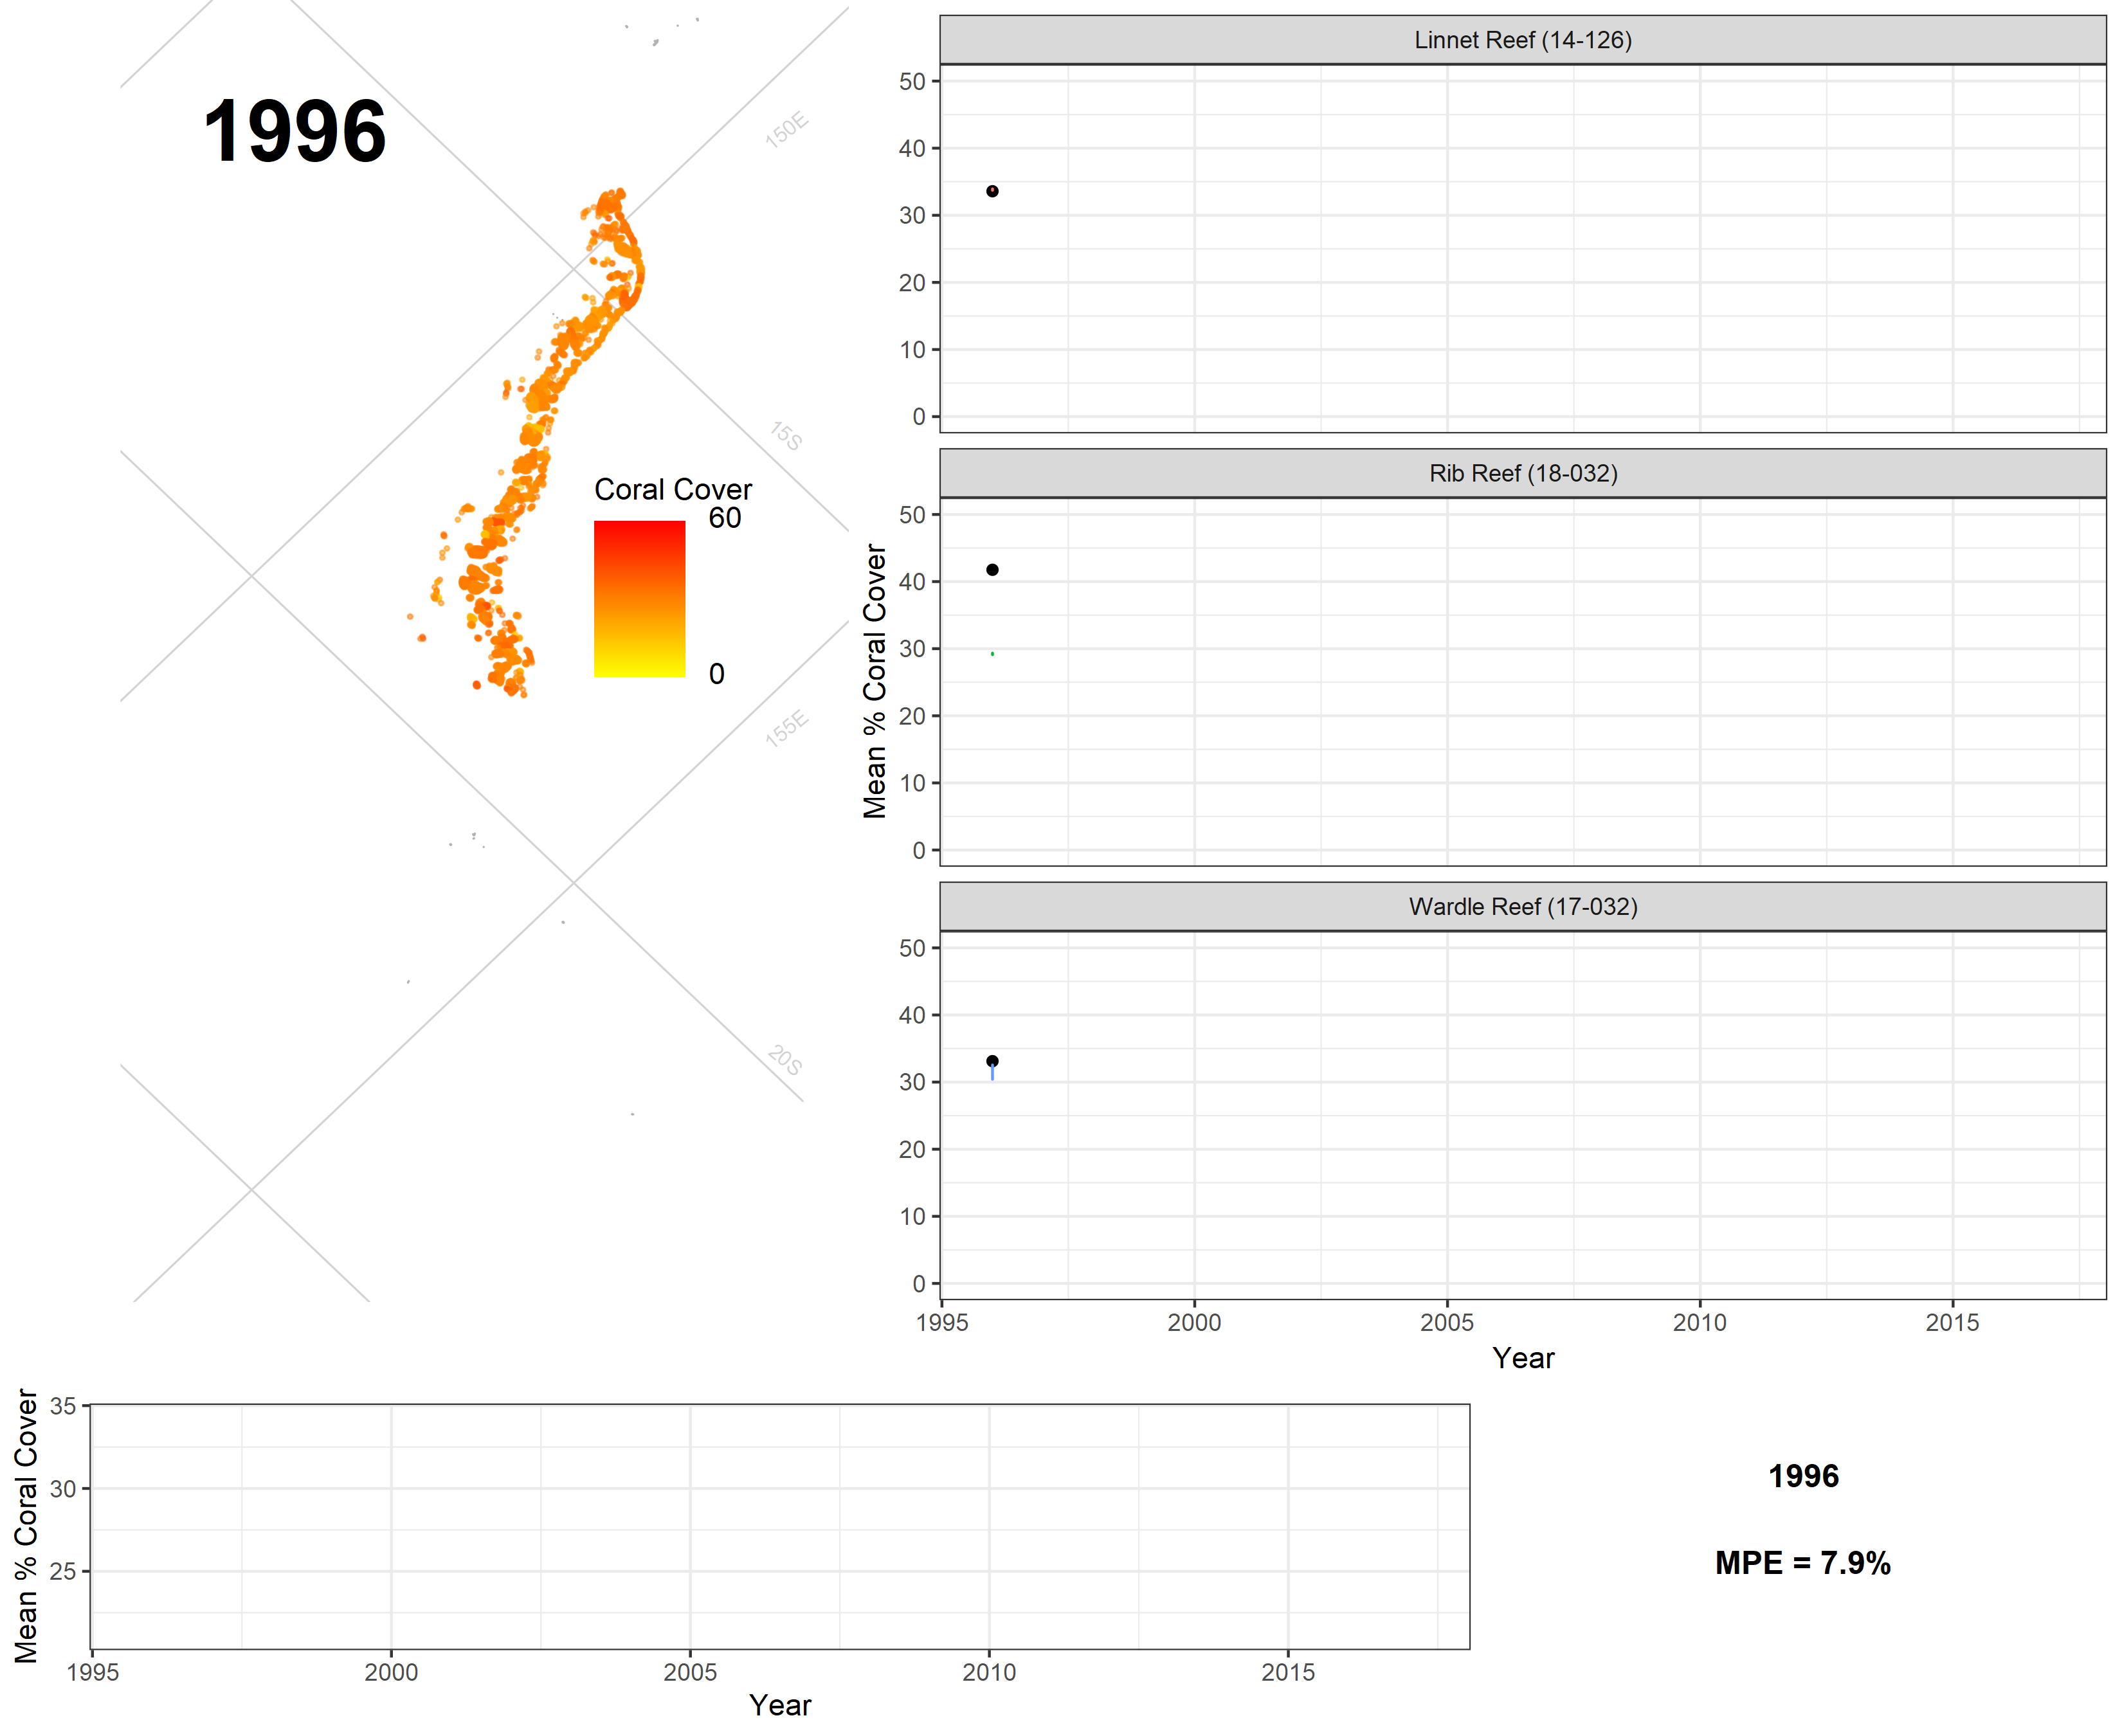 1996
150E
15S
Coral Cover
60
0
155E
20S
Linnet Reef (14-126)
50
40
30
20
10
0
Rib Reef (18-032)
50
40
30
20
10
0
Mean % Coral Cover
Wardle Reef (17-032)
50
40
30
20
10
0
1995 2000 2005 2010 2015
Year
Mean % Coral Cover
35
30
25
1995 2000 2005 2010 2015
Year
1996
MPE = 7.9%